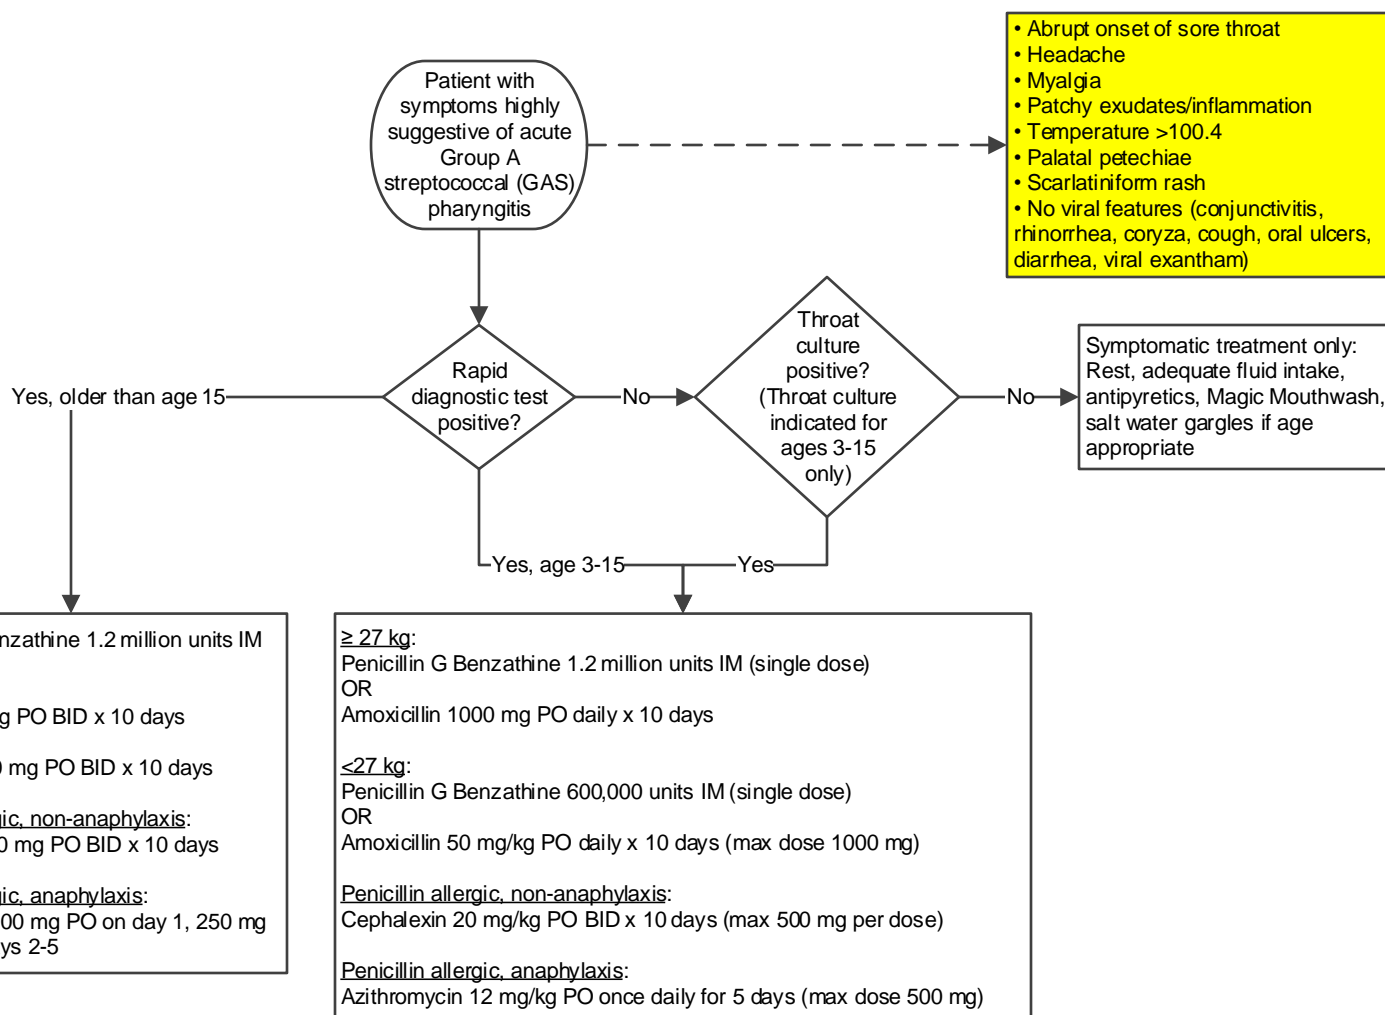 • Abrupt onset of sore throat
• Headache
• Myalgia
• Patchy exudates/inflammation
• Temperature >100.4
• Palatal petechiae
• Scarlatiniform rash
• No viral features (conjunctivitis,
rhinorrhea, coryza, cough, oral ulcers,
diarrhea, viral exantham)
Patient with
symptoms highly
suggestive of acute
Group A
streptococcal (GAS)
pharyngitis
Rapid
diagnostic test
positive?
Throat
culture
positive?
(Throat culture
indicated for
ages 3-15
only)
Symptomatic treatment only:
Rest, adequate fluid intake,
antipyretics, Magic Mouthwash,
salt water gargles if age
appropriate
Yes, older than age 15
No
No
Yes, age 3-15
Yes
1.2 million units IM
PO BID x 10 days
mg PO BID x 10 days
non-anaphylaxis:
mg PO BID x 10 days
anaphylaxis:
mg PO on day 1, 250 mg
2-5
≥ 27 kg:
Penicillin G Benzathine 1.2 million units IM (single dose)
OR
Amoxicillin 1000 mg PO daily x 10 days
<27 kg:
Penicillin G Benzathine 600,000 units IM (single dose)
OR
Amoxicillin 50 mg/kg PO daily x 10 days (max dose 1000 mg)
Penicillin allergic, non-anaphylaxis:
Cephalexin 20 mg/kg PO BID x 10 days (max 500 mg per dose)
Penicillin allergic, anaphylaxis:
Azithromycin 12 mg/kg PO once daily for 5 days (max dose 500 mg)